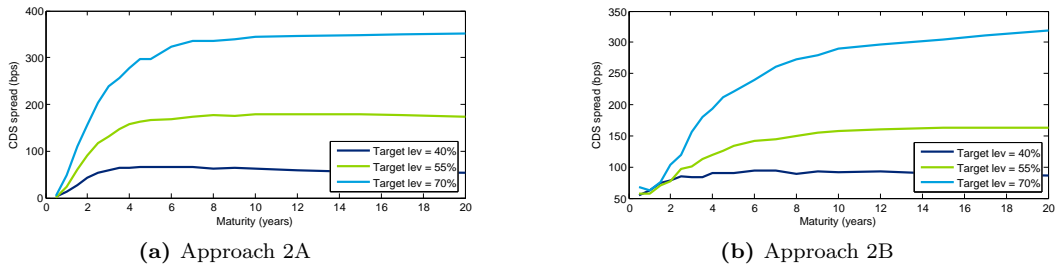 400
300
200
100
0
CDS spread (bps)
0 2 4 6 8 10 12 14 16 18 20
Maturity (years)
Target lev = 40%
Target lev = 55%
Target lev = 70%
(a) Approach 2A
350
300
250
200
150
100
50
CDS spread (bps)
0 2 4 6 8 10 12 14 16 18 20
Maturity (years)
Target lev = 40%
Target lev = 55%
Target lev = 70%
(b) Approach 2B